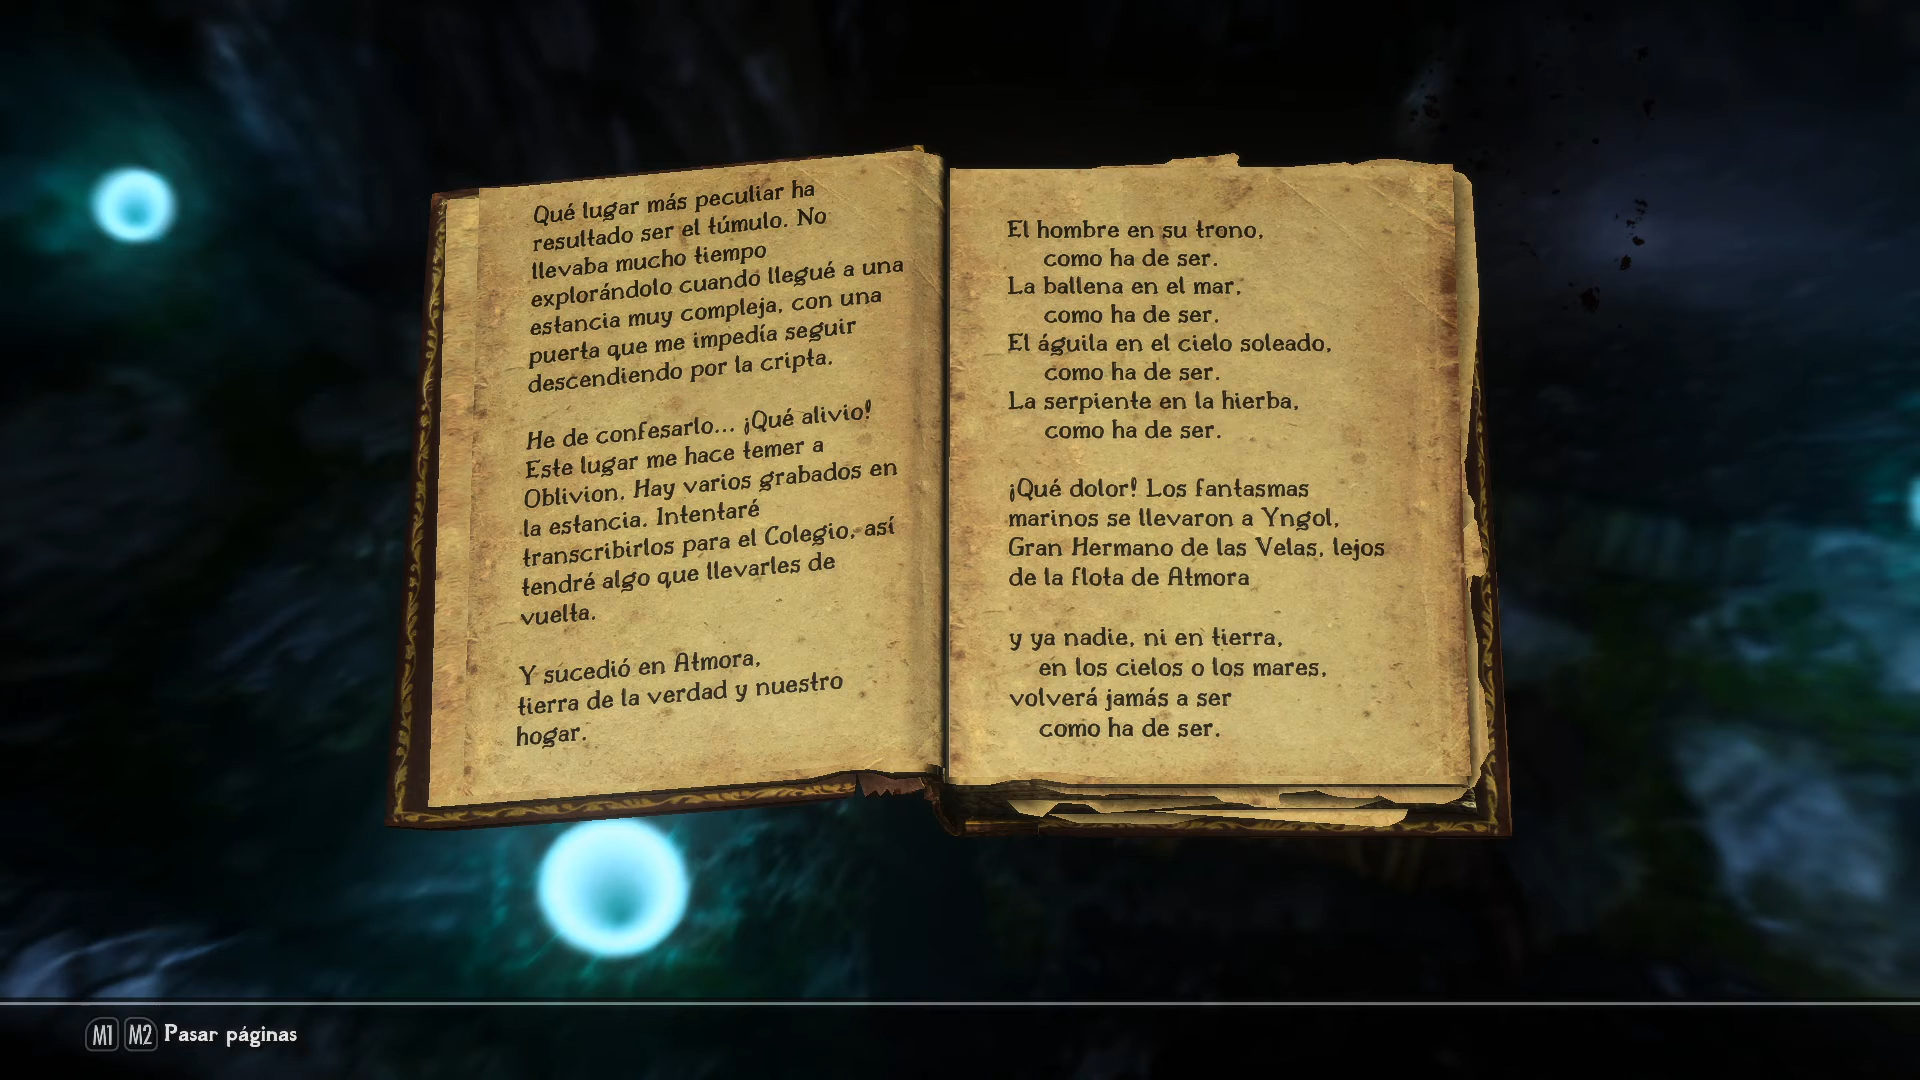 Qué lugar más peculiar ha
resultado ser el túmulo. No
llevaba mucho tiempo
explorándolo cuando llegué a una
estancia muy compleja, con una
puerta que me impedía seguir
descendiendo por la cripta.
He de confesarlo... ¡Qué alivio!
Este lugar me hace temer a
Oblivion. Hay varios grabados en
la estancia. Intentaré
transcribirlos para el Colegio, así
tendré algo que llevarles de
vuelta.
Y sucedió en Atmora,
tierra de la verdad y nuestro
hogar.
El hombre en su trono,
como ha de ser.
La ballena en el mar,
como ha de ser.
El águila en el cielo soleado,
como ha de ser.
La serpiente en la hierba,
como ha de ser.
¡Qué dolor! Los fantasmas
marinos se llevaron a Yngol,
Gran Hermano de las Velas, lejos
de la flota de Atmora
y ya nadie, ni en tierra,
en los cielos o los mares,
volverá jamás a ser
como ha de ser.
M1 M2 Pasar páginas